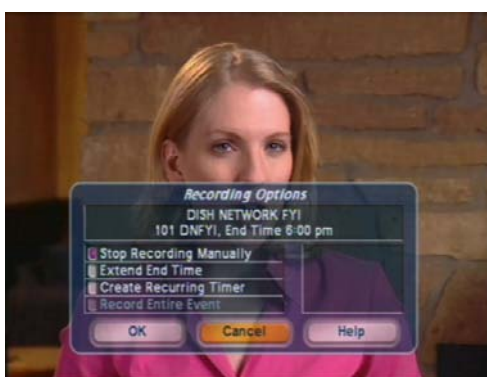 Recording Options
DISH NETWORK FYI
101 DNFYI, End Time 6:00 pm
Stop Recording Manually
Extend End Time
Create Recurring Timer
Record Entire Event
OK Cancel Help